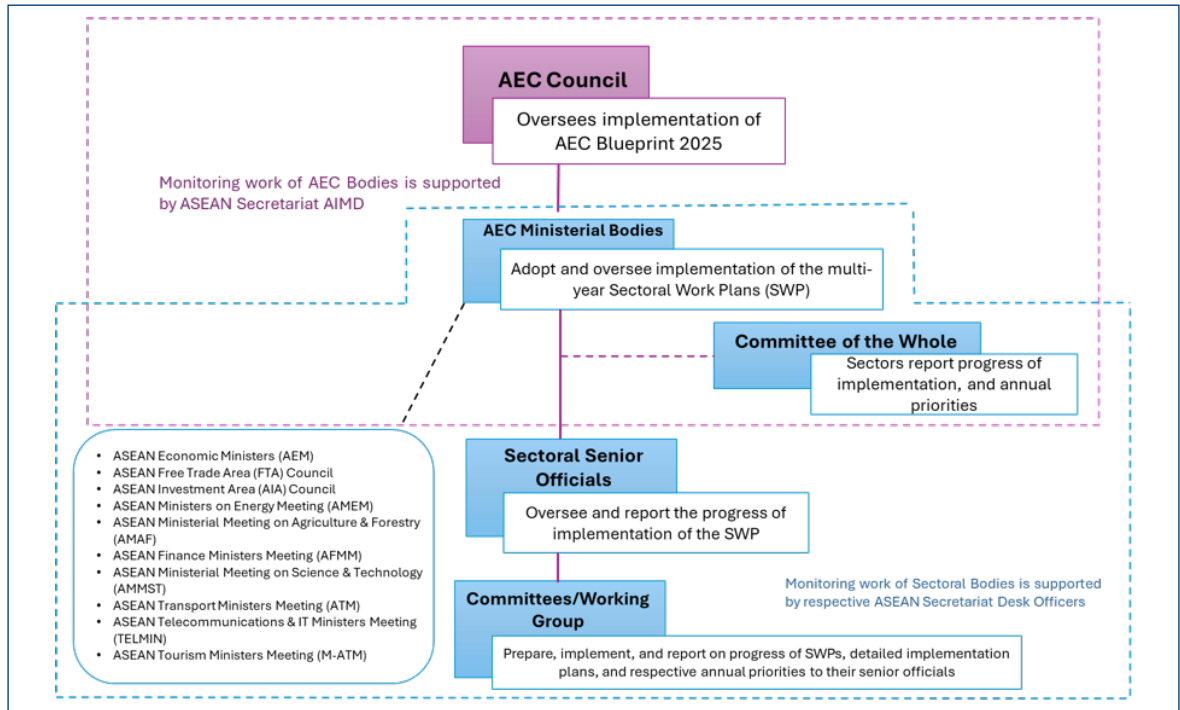 AEC Council
Oversees implementation of
AEC Blueprint 2025
Monitoring work of AEC Bodies is supported
by ASEAN Secretariat AIMD
AEC Ministerial Bodies
Adopt and oversee implementation of the multi-
year Sectoral Work Plans (SWP)
Committee of the Whole
Sectors report progress of
implementation, and annual
priorities
• ASEAN Economic Ministers (AEM)
• ASEAN Free Trade Area (FTA) Council
• ASEAN Investment Area (AIA) Council
• ASEAN Ministers on Energy Meeting (AMEM)
• ASEAN Ministerial Meeting on Agriculture & Forestry
(AMAF)
• ASEAN Finance Ministers Meeting (AFMM)
• ASEAN Ministerial Meeting on Science & Technology
(AMMST)
• ASEAN Transport Ministers Meeting (ATM)
• ASEAN Telecommunications & IT Ministers Meeting
(TELMIN)
• ASEAN Tourism Ministers Meeting (M-ATM)
Sectoral Senior
Officials
Oversee and report the progress of
implementation of the SWP
Monitoring work of Sectoral Bodies is supported
by respective ASEAN Secretariat Desk Officers
Committees/Working
Group
Prepare, implement, and report on progress of SWPs, detailed implementation
plans, and respective annual priorities to their senior officials